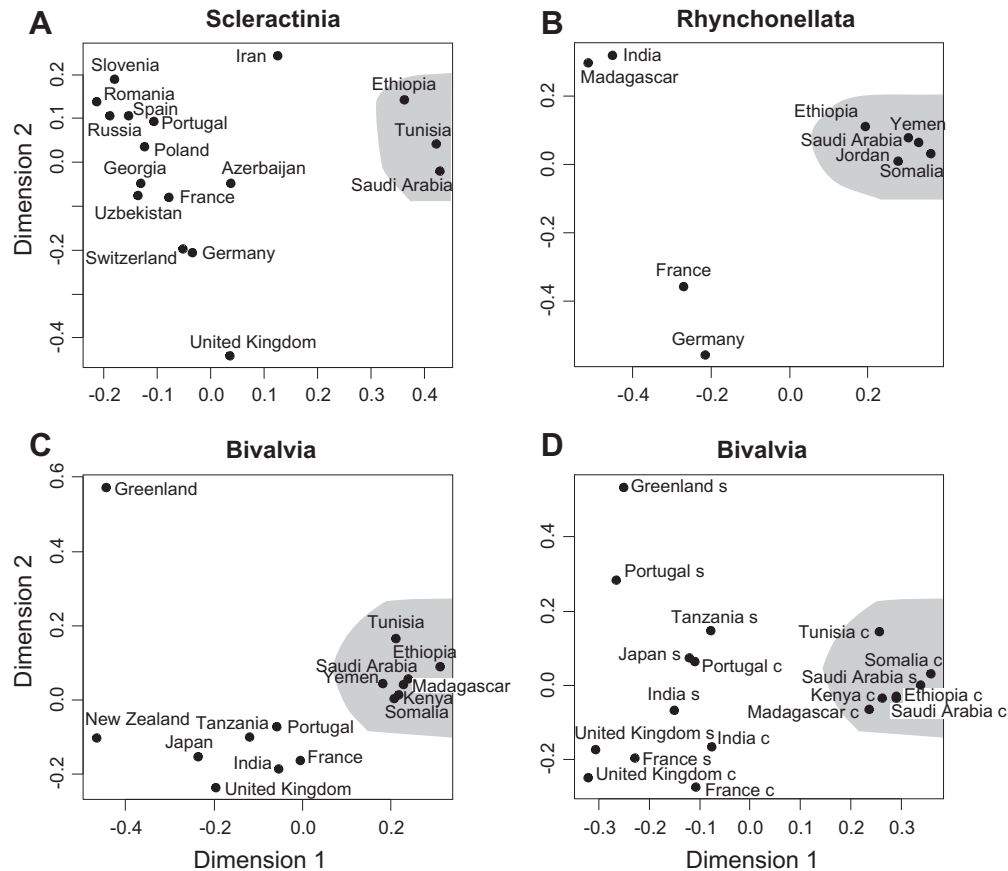 A
Scleractinia
Dimension 2
0.2
0.1
0.0
-0.2
-0.4
-0.2
-0.1
0.0
0.1
0.2
0.3
0.4
Slovenia
Iran
Romania
Spain
Russia
Portugal
Poland
Georgia
Azerbaijan
Uzbekistan
France
Switzerland
Germany
United Kingdom
Ethiopia
Tunisia
Saudi Arabia
B
Rhynchonellata
0.2
0.0
-0.2
-0.4
-0.4
-0.2
0.0
0.2
India
Madagascar
Ethiopia
Yemen
Saudi Arabia
Jordan
Somalia
France
Germany
C
Bivalvia
Dimension 2
0.6
0.4
0.2
0.0
-0.2
-0.4
-0.2
0.0
0.2
Dimension 1
Greenland
Tunisia
Ethiopia
Saudi Arabia
Yemen
Madagascar
Kenya
Somalia
New Zealand
Tanzania
Portugal
Japan
India
France
United Kingdom
D
Bivalvia
0.4
0.2
0.0
-0.2
-0.3
-0.2
-0.1
0.0
0.1
0.2
0.3
Dimension 1
Greenland s
Portugal s
Tanzania s
Tunisia c
Japan s
Portugal c
Somalia c
Saudi Arabia s
India s
Kenya c
Ethiopia c
Madagascar c
Saudi Arabia c
United Kingdom s
India c
France s
United Kingdom c
France c